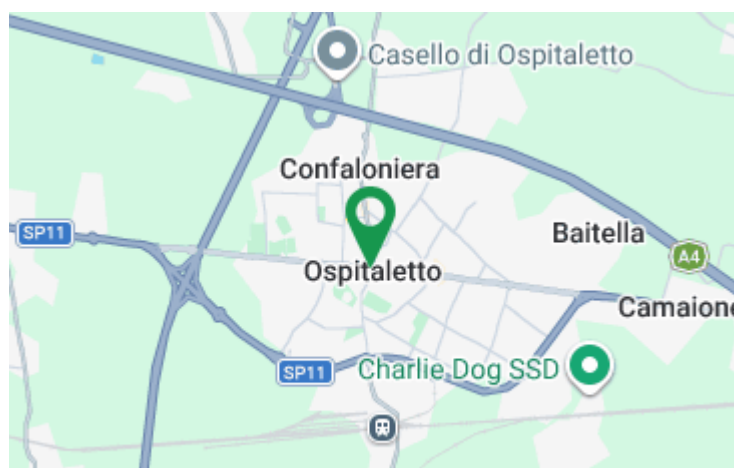 Casello di Ospitaletto
Confaloniera
SP11
Baitella
A4
Ospitaletto
Camaione
Charlie Dog SSD
SP11